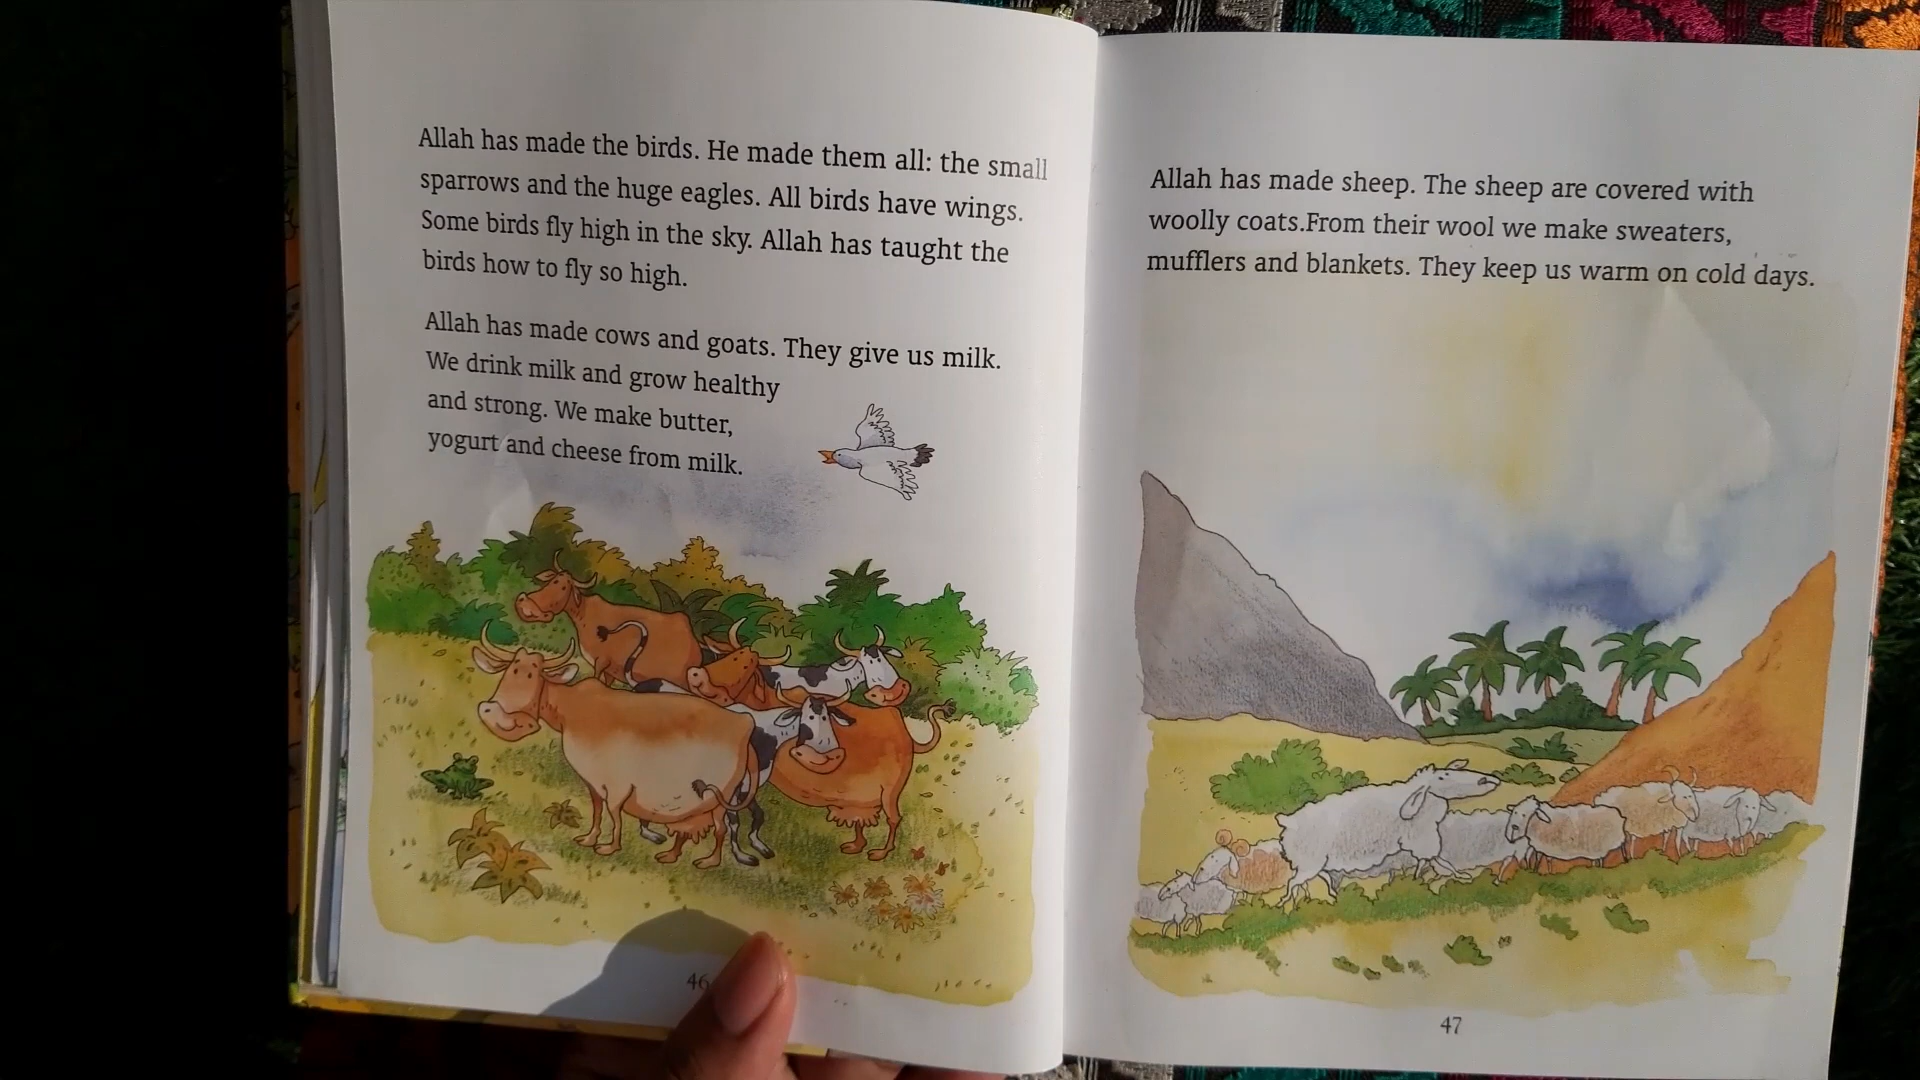 Allah has made the birds. He made them all: the small
sparrows and the huge eagles. All birds have wings.
Some birds fly high in the sky. Allah has taught the
birds how to fly so high.
Allah has made cows and goats. They give us milk.
We drink milk and grow healthy
and strong. We make butter,
yogurt and cheese from milk.
46
Allah has made sheep. The sheep are covered with
woolly coats.From their wool we make sweaters,
mufflers and blankets. They keep us warm on cold days.
47